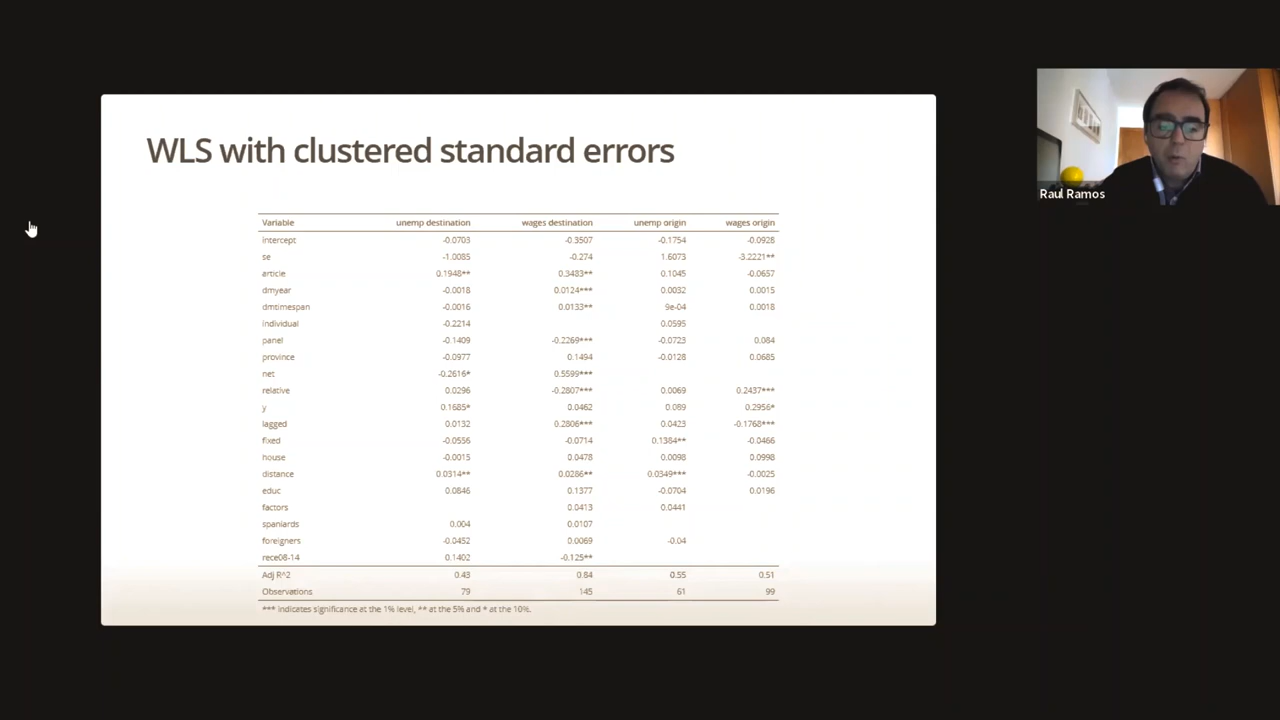 WLS with clustered standard errors
Raul Ramos
Variable unemp destination wages destination unemp origin wages origin
intercept -0.0703 -0.3507 -0.1754 -0.0928
se -1.0085 -0.274 1.6073 -3.2221**
article 0.1948** 0.3483** 0.1045 -0.0657
dmyear -0.0018 0.0124*** 0.0032 0.0015
dmtimespan -0.0016 0.0133** 9e-04 0.0018
individual -0.2214 0.0595
panel -0.1409 -0.2269*** -0.0723 0.084
province -0.0977 0.1494 -0.0128 0.0685
net -0.2616* 0.5599***
relative 0.0296 -0.2807*** 0.0069 0.2437***
y 0.1685* 0.0462 0.089 0.2956*
lagged 0.0132 0.2806*** 0.0423 -0.1768***
fixed -0.0556 -0.0714 0.1384** -0.0466
house -0.0015 0.0478 0.0098 0.0998
distance 0.0314** 0.0286** 0.0349*** -0.0025
educ 0.0846 0.1377 -0.0704 0.0196
factors 0.0413 0.0441
spaniards 0.004 0.0107
foreigners -0.0452 0.0069 -0.04
rece08-14 0.1402 -0.125**
Adj R^2 0.43 0.84 0.55 0.51
Observations 79 145 61 99
*** indicates significance at the 1% level, ** at the 5% and * at the 10%.